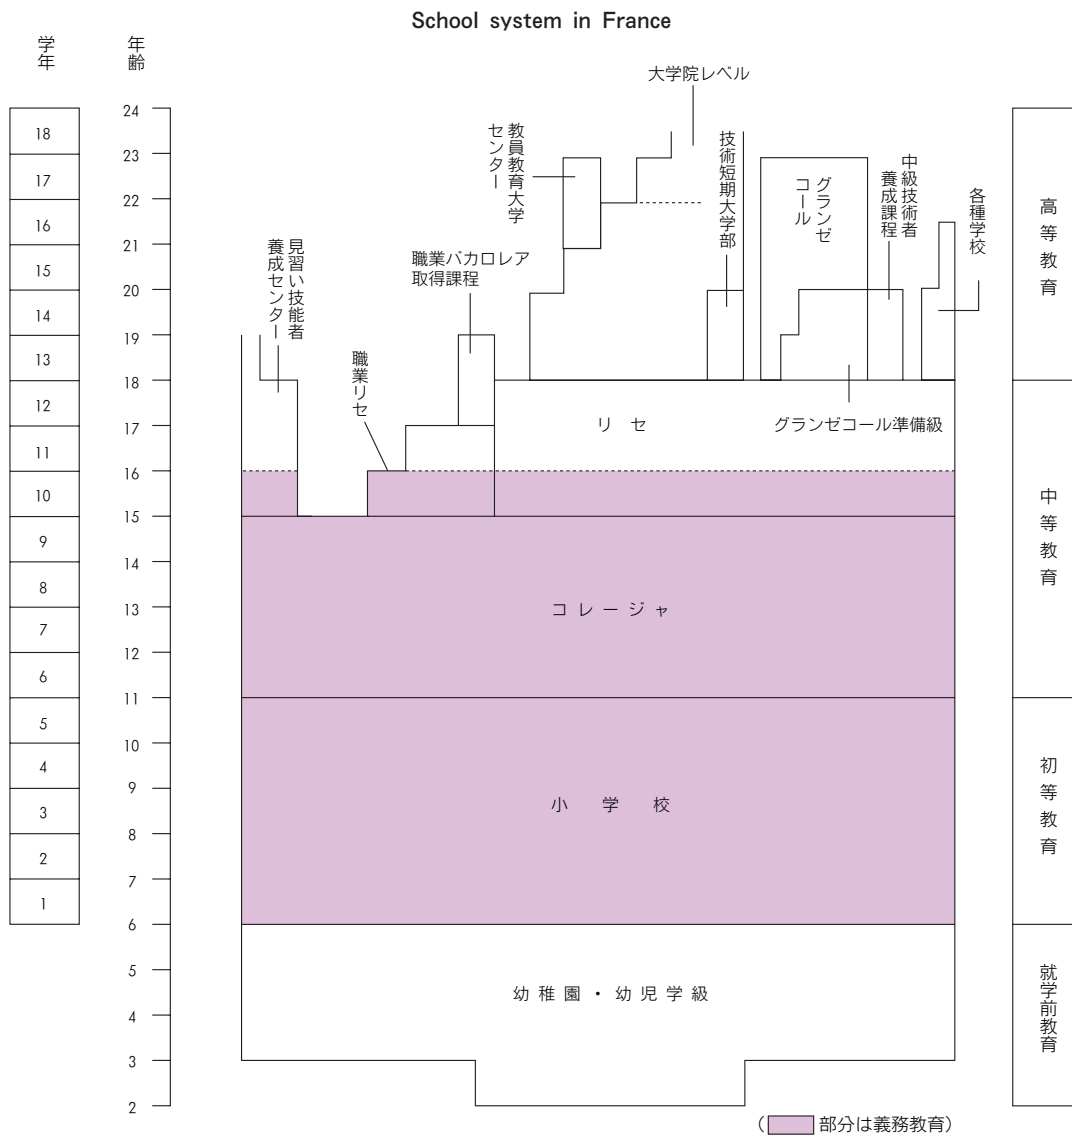 School system in France
学年
年齢
18
17
16
15
14
13
12
11
10
9
8
7
6
5
4
3
2
1
24
23
22
21
20
19
18
17
16
15
14
13
12
11
10
9
8
7
6
5
4
3
2
大学院レベル
教員教育大学
センター
技術短期大学部
グランゼ
コール
中級技術者
養成課程
各種学校
見習い技能者
養成センター
職業バカロレア
取得課程
職業リセ
リセ
グランゼコール準備級
コレージャ
小学校
幼稚園・幼児学級
高等教育
中等教育
初等教育
就学前教育
(部分は義務教育)